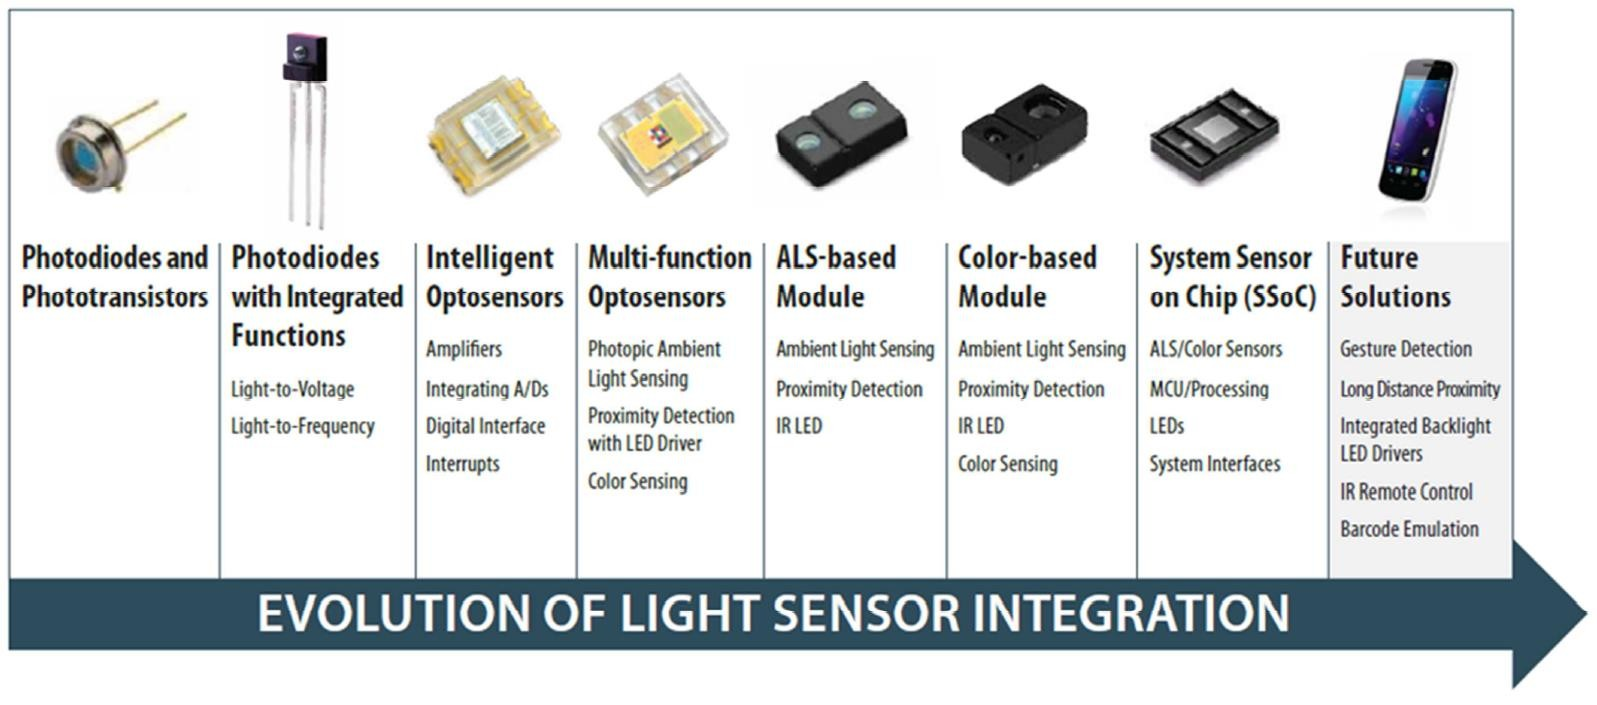 Photodiodes and
Phototransistors
Photodiodes
with Integrated
Functions
Light-to-Voltage
Light-to-Frequency
Intelligent
Optosensors
Amplifiers
Integrating A/Ds
Digital Interface
Interrupts
Multi-function
Optosensors
Photopic Ambient
Light Sensing
Proximity Detection
with LED Driver
Color Sensing
ALS-based
Module
Ambient Light Sensing
Proximity Detection
IR LED
Color-based
Module
Ambient Light Sensing
Proximity Detection
IR LED
Color Sensing
System Sensor
on Chip (SSoC)
ALS/Color Sensors
MCU/Processing
LEDs
System Interfaces
Future
Solutions
Gesture Detection
Long Distance Proximity
Integrated Backlight
LED Drivers
IR Remote Control
Barcode Emulation
EVOLUTION OF LIGHT SENSOR INTEGRATION